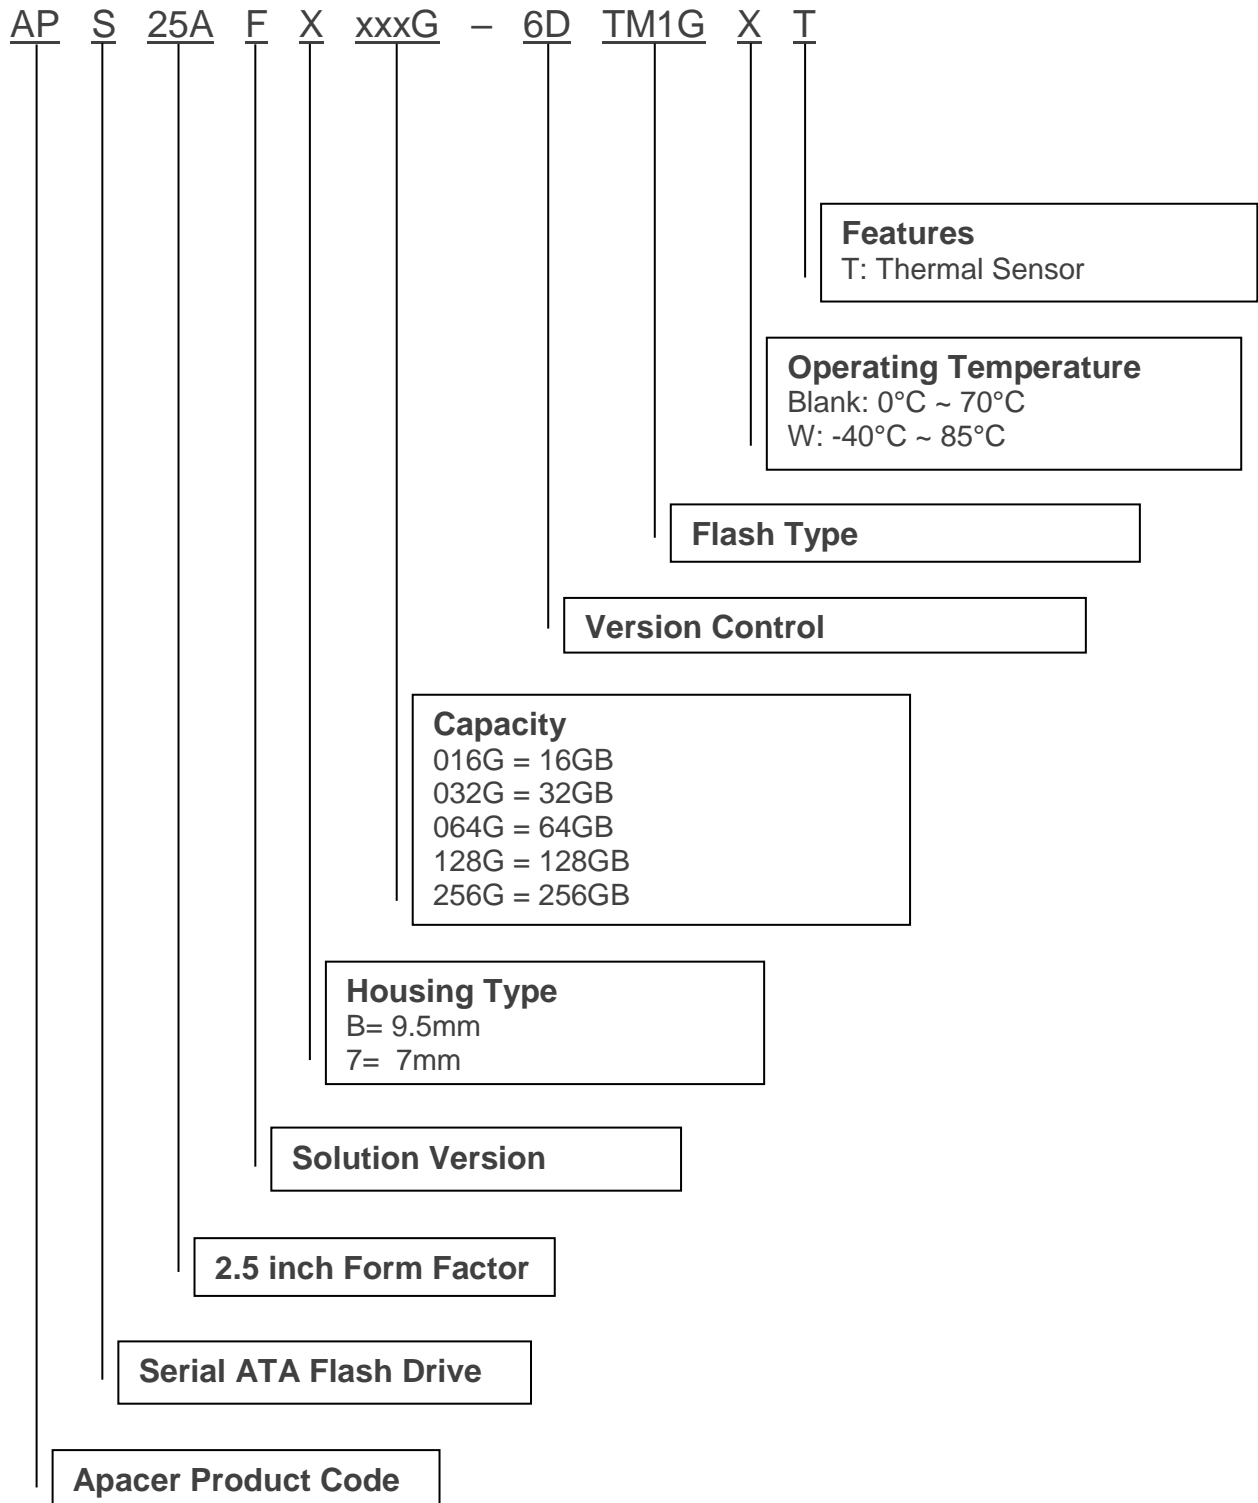 AP S 25A F X xxxG – 6D TM1G X T
Features
T: Thermal Sensor
Operating Temperature
Blank: 0°C ~ 70°C
W: -40°C ~ 85°C
Flash Type
Version Control
Capacity
016G = 16GB
032G = 32GB
064G = 64GB
128G = 128GB
256G = 256GB
Housing Type
B= 9.5mm
7= 7mm
Solution Version
2.5 inch Form Factor
Serial ATA Flash Drive
Apacer Product Code